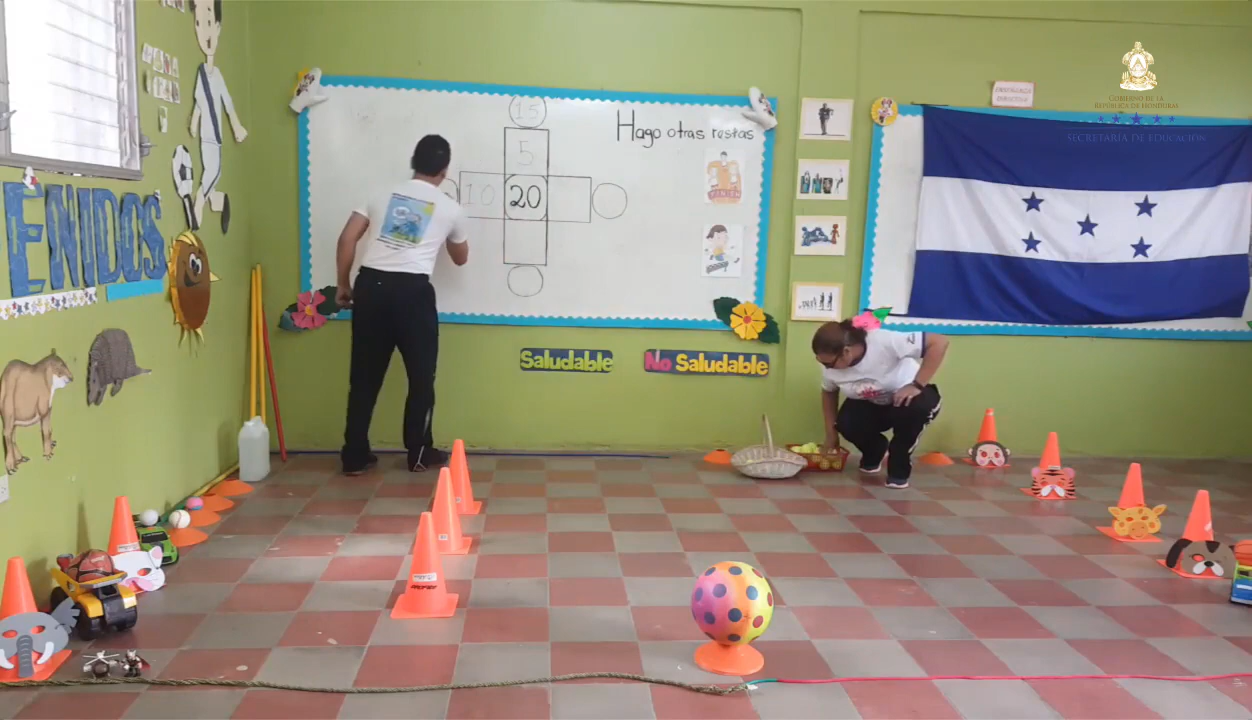 GOBIERNO DE LA
REPÚBLICA DE HONDURAS
SECRETARÍA DE EDUCACIÓN
ENIDOS
15
5
10 20
Hago otras restas
Saludable
No Saludable